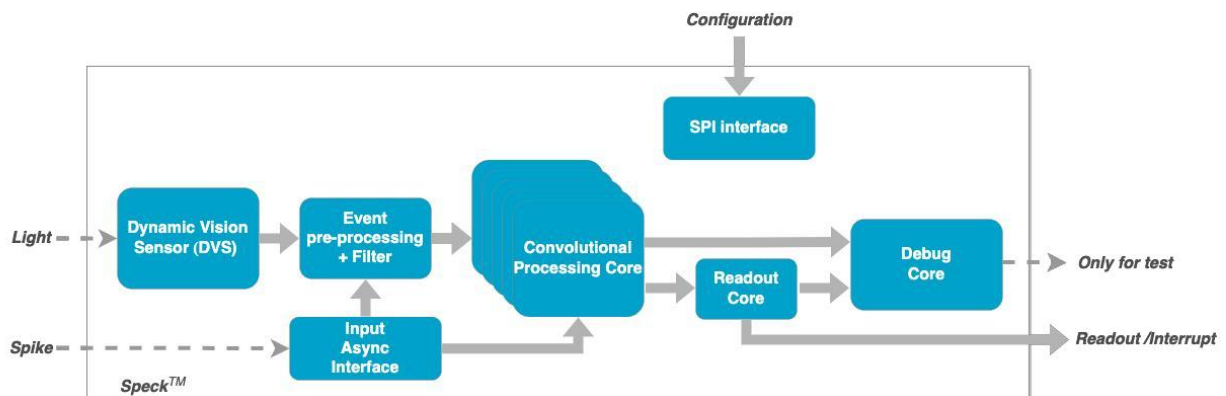 Configuration
SPI interface
Light
Dynamic Vision
Sensor (DVS)
Event
pre-processing
+ Filter
Convolutional
Processing Core
Debug
Core
Only for test
Readout
Core
Spike
Input
Async
Interface
Readout /Interrupt
Speck™